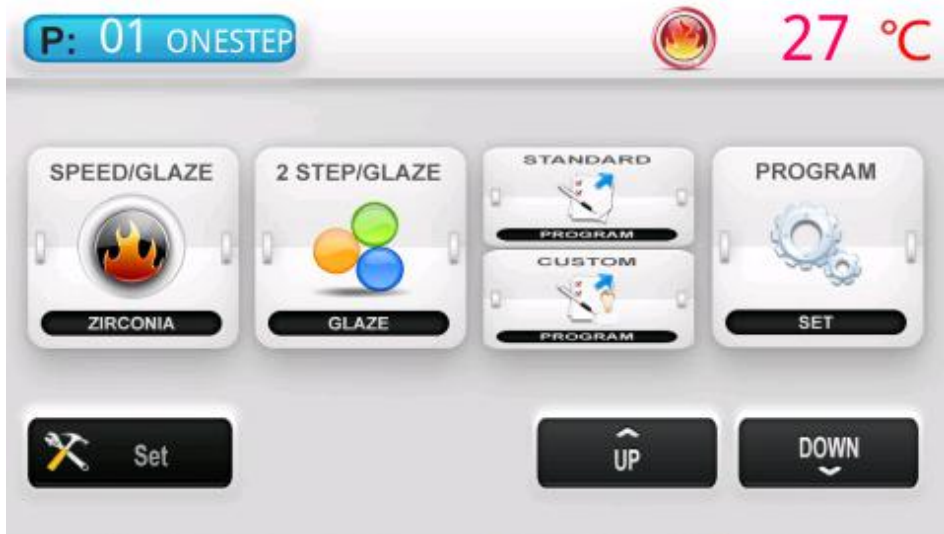 P: 01 ONESTEP
27 °C
SPEED/GLAZE
ZIRCONIA
2 STEP/GLAZE
GLAZE
STANDARD
PROGRAM
CUSTOM
PROGRAM
PROGRAM
SET
Set
UP
DOWN